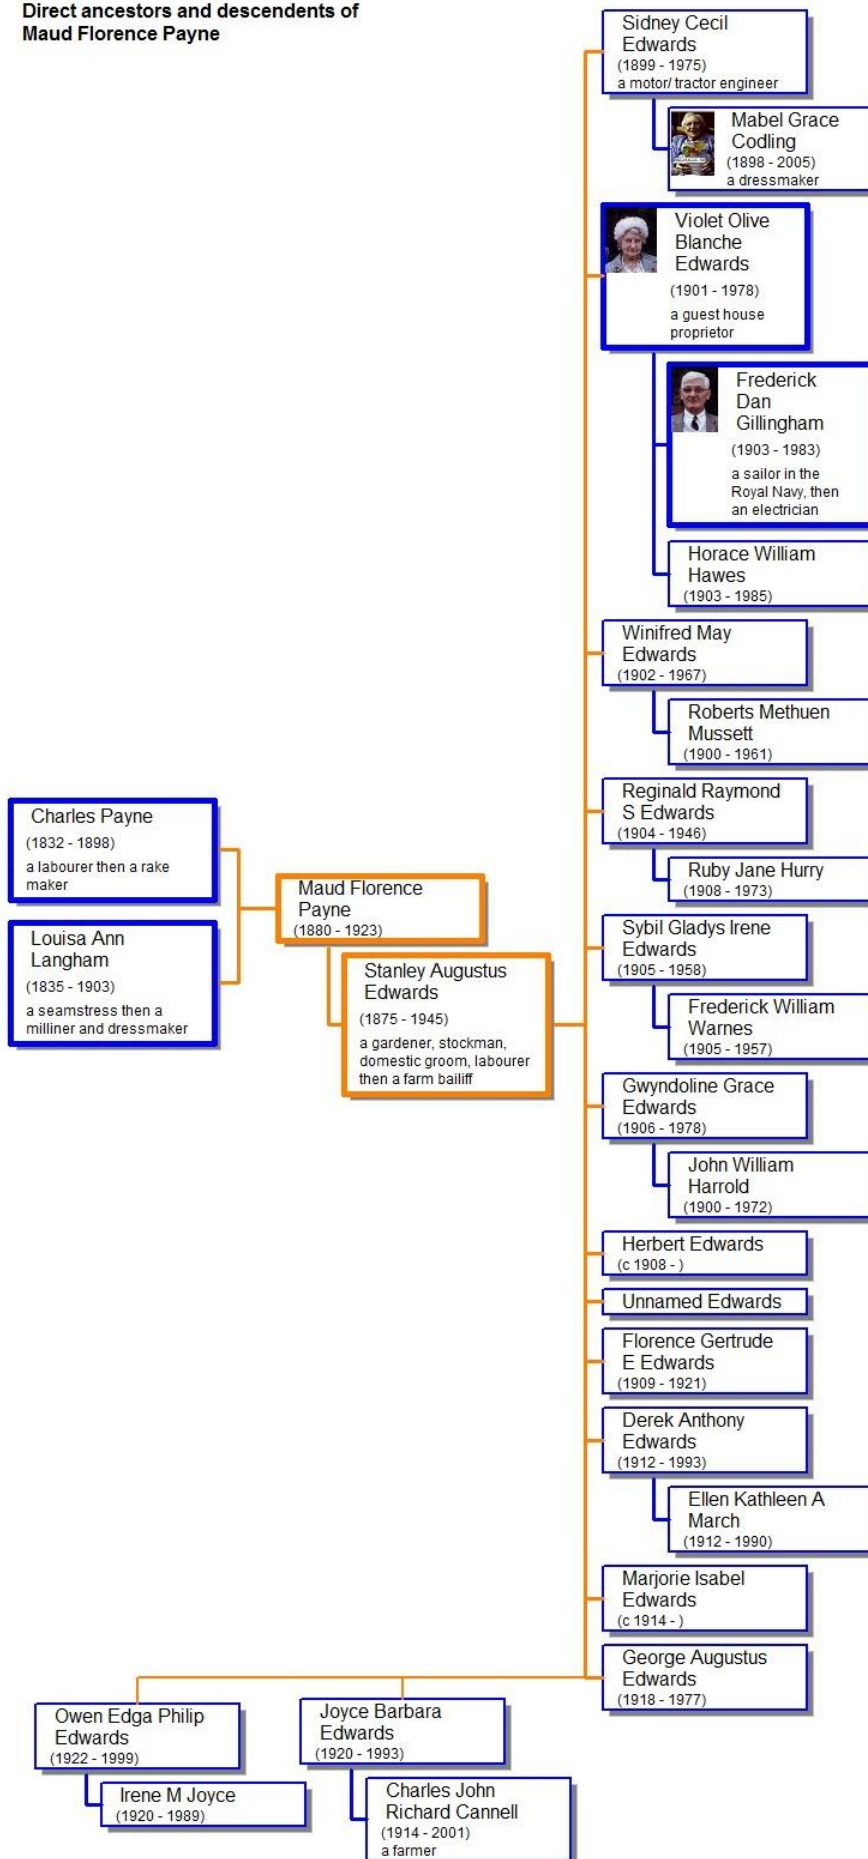 Direct ancestors and descendents of
Maud Florence Payne
Sidney Cecil
Edwards
(1899 - 1975)
a motor/ tractor engineer
Mabel Grace
Codling
(1898 - 2005)
a dressmaker
Violet Olive
Blanche
Edwards
(1901 - 1978)
a guest house
proprietor
Frederick
Dan
Gillingham
(1903 - 1983)
a sailor in the
Royal Navy, then
an electrician
Horace William
Hawes
(1903 - 1985)
Winifred May
Edwards
(1902 - 1967)
Roberts Methuen
Mussett
(1900 - 1961)
Reginald Raymond
S Edwards
(1904 - 1946)
Ruby Jane Hurry
(1908 - 1973)
Charles Payne
(1832 - 1898)
a labourer then a rake
maker
Louisa Ann
Langham
(1835 - 1903)
a seamstress then a
milliner and dressmaker
Maud Florence
Payne
(1880 - 1923)
Stanley Augustus
Edwards
(1875 - 1945)
a gardener, stockman,
domestic groom, labourer
then a farm bailiff
Sybil Gladys Irene
Edwards
(1905 - 1958)
Frederick William
Warnes
(1905 - 1957)
Gwyndoline Grace
Edwards
(1906 - 1978)
John William
Harrold
(1900 - 1972)
Herbert Edwards
(c 1908 - )
Unnamed Edwards
Florence Gertrude
E Edwards
(1909 - 1921)
Derek Anthony
Edwards
(1912 - 1993)
Ellen Kathleen A
March
(1912 - 1990)
Marjorie Isabel
Edwards
(c 1914 - )
George Augustus
Edwards
(1918 - 1977)
Owen Edga Philip
Edwards
(1922 - 1999)
Irene M Joyce
(1920 - 1989)
Joyce Barbara
Edwards
(1920 - 1993)
Charles John
Richard Cannell
(1914 - 2001)
a farmer